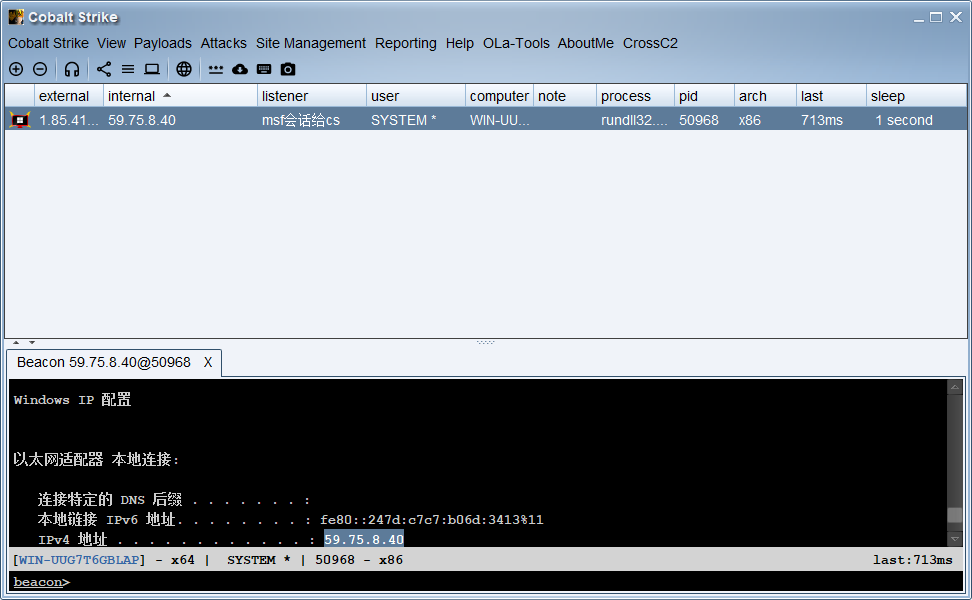 Cobalt Strike
Cobalt Strike View Payloads Attacks Site Management Reporting Help OLa-Tools AboutMe CrossC2
external internal listener user computer note process pid arch last sleep
1.85.41... 59.75.8.40 msf会话给cs SYSTEM * WIN-UU... rundll32.... 50968 x86 713ms 1 second
Beacon 59.75.8.40@50968 X
Windows IP 配置
以太网适配器 本地连接:
连接特定的 DNS 后缀 . . . . . . . :
本地链接 IPv6 地址. . . . . . . . : fe80::247d:c7c7:b06d:3413%11
IPv4 地址 . . . . . . . . . . . . : 59.75.8.40
[WIN-UUG7T6GBLAP] - x64 | SYSTEM * | 50968 - x86 last:713ms
beacon>